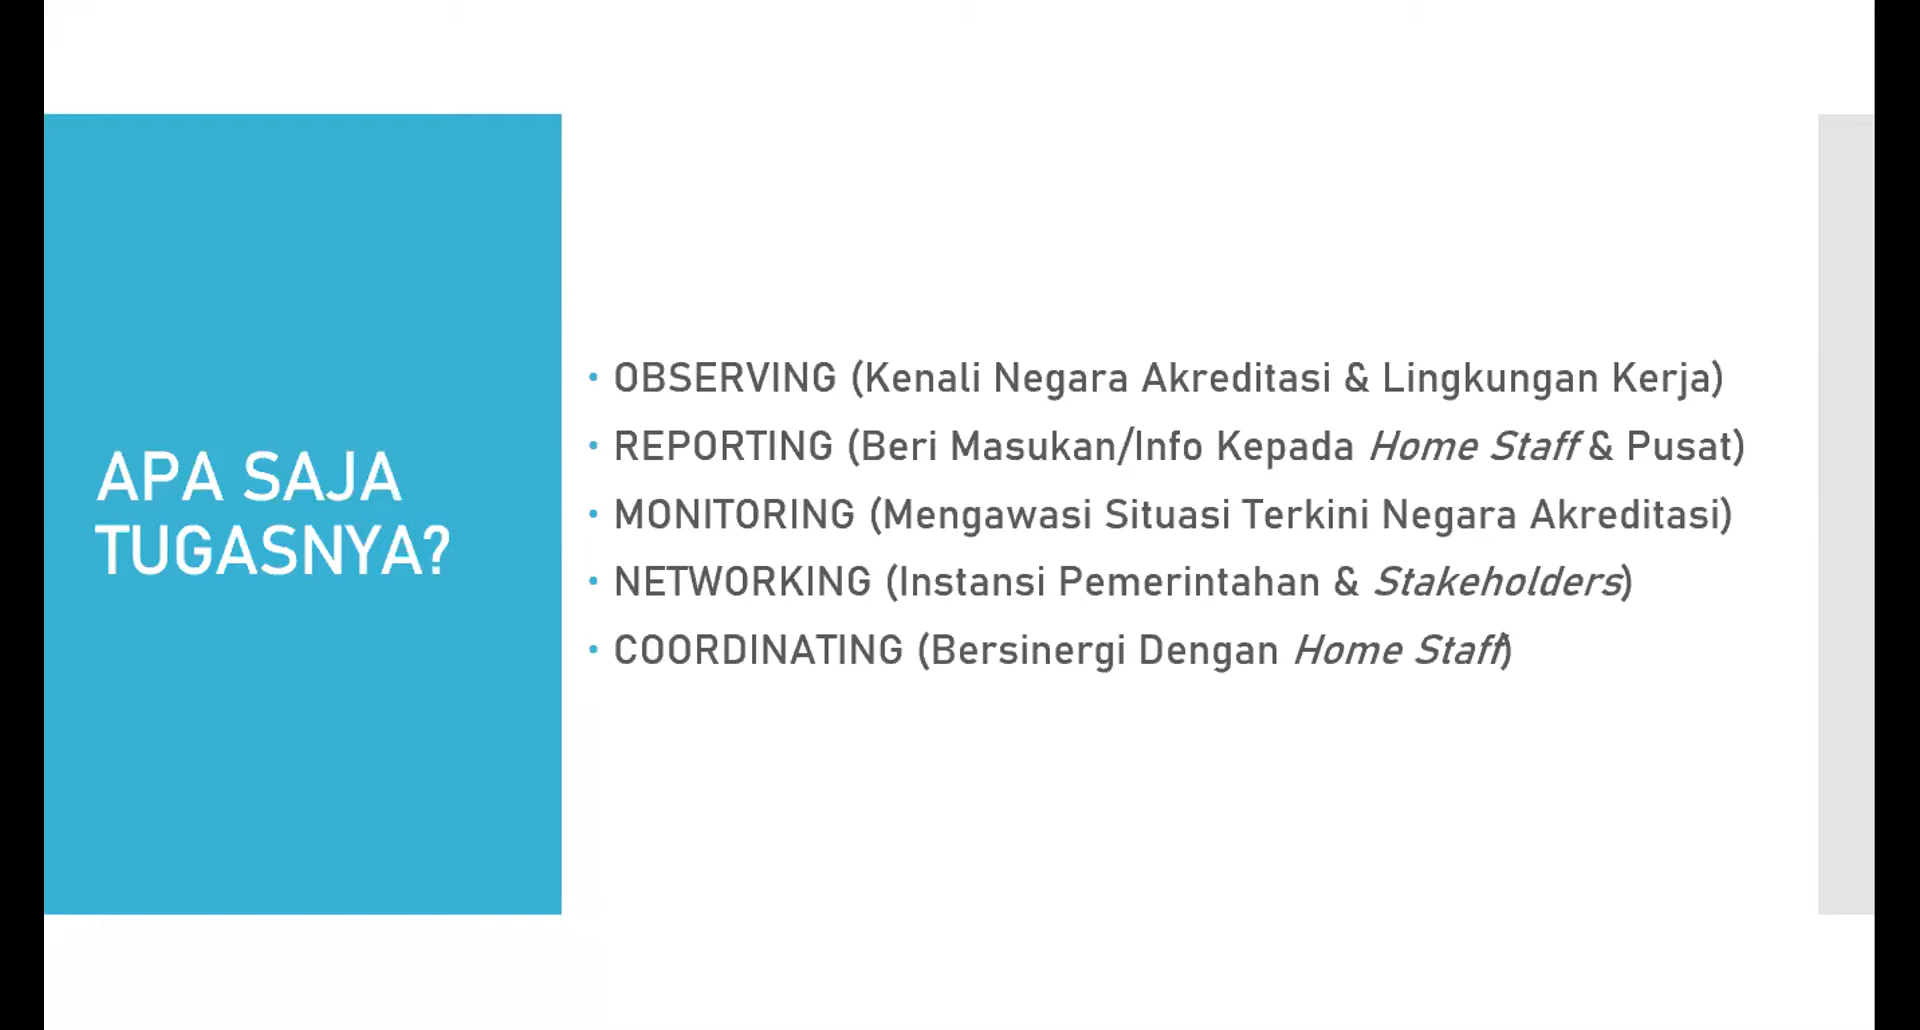 APA SAJA
TUGASNYA?
• OBSERVING (Kenali Negara Akreditasi & Lingkungan Kerja)
• REPORTING (Beri Masukan/Info Kepada Home Staff & Pusat)
• MONITORING (Mengawasi Situasi Terkini Negara Akreditasi)
• NETWORKING (Instansi Pemerintahan & Stakeholders)
• COORDINATING (Bersinergi Dengan Home Staff)